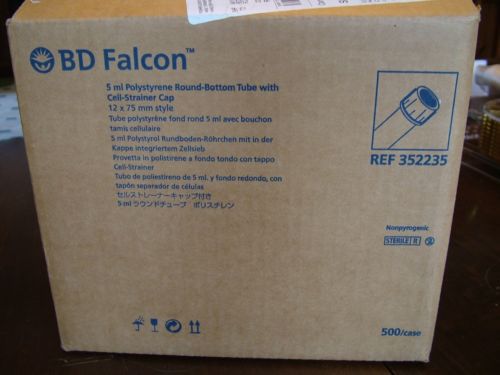 BD Falcon™
5 ml Polystyrene Round-Bottom Tube with
Cell-Strainer Cap
12 x 75 mm style
Tube polystyrène fond rond 5 ml avec bouchon
tamis cellulaire
5 ml Polystyrol Rundboden-Röhrchen mit in der
Kappe integriertem Zellsieb
Provetta in polistirene a fondo tondo con tappo
Cell-Strainer
Tubo de poliestireno de 5 ml. y fondo redondo, con
tapón separador de células
セルストレーナーキャップ付き
5 ml ラウンドチューブ ポリスチレン
REF 352235
Nonpyrogenic
STERILE R
500/case